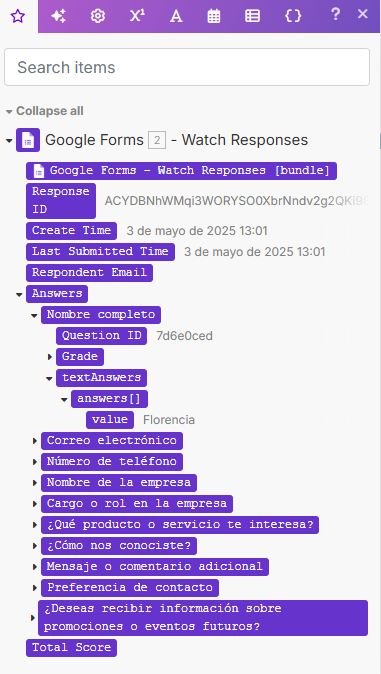 X¹ A {} ? ×
Search items
Collapse all
Google Forms 2 - Watch Responses
Google Forms - Watch Responses [bundle]
Response
ID ACYDBNhWMqi3WORYSO0XbrNndv2g2QKI98
Create Time 3 de mayo de 2025 13:01
Last Submitted Time 3 de mayo de 2025 13:01
Respondent Email
Answers
Nombre completo
Question ID 7d6e0ced
Grade
textAnswers
answers[]
value Florencia
Correo electrónico
Número de teléfono
Nombre de la empresa
Cargo o rol en la empresa
¿Qué producto o servicio te interesa?
¿Cómo nos conociste?
Mensaje o comentario adicional
Preferencia de contacto
¿Deseas recibir información sobre
promociones o eventos futuros?
Total Score